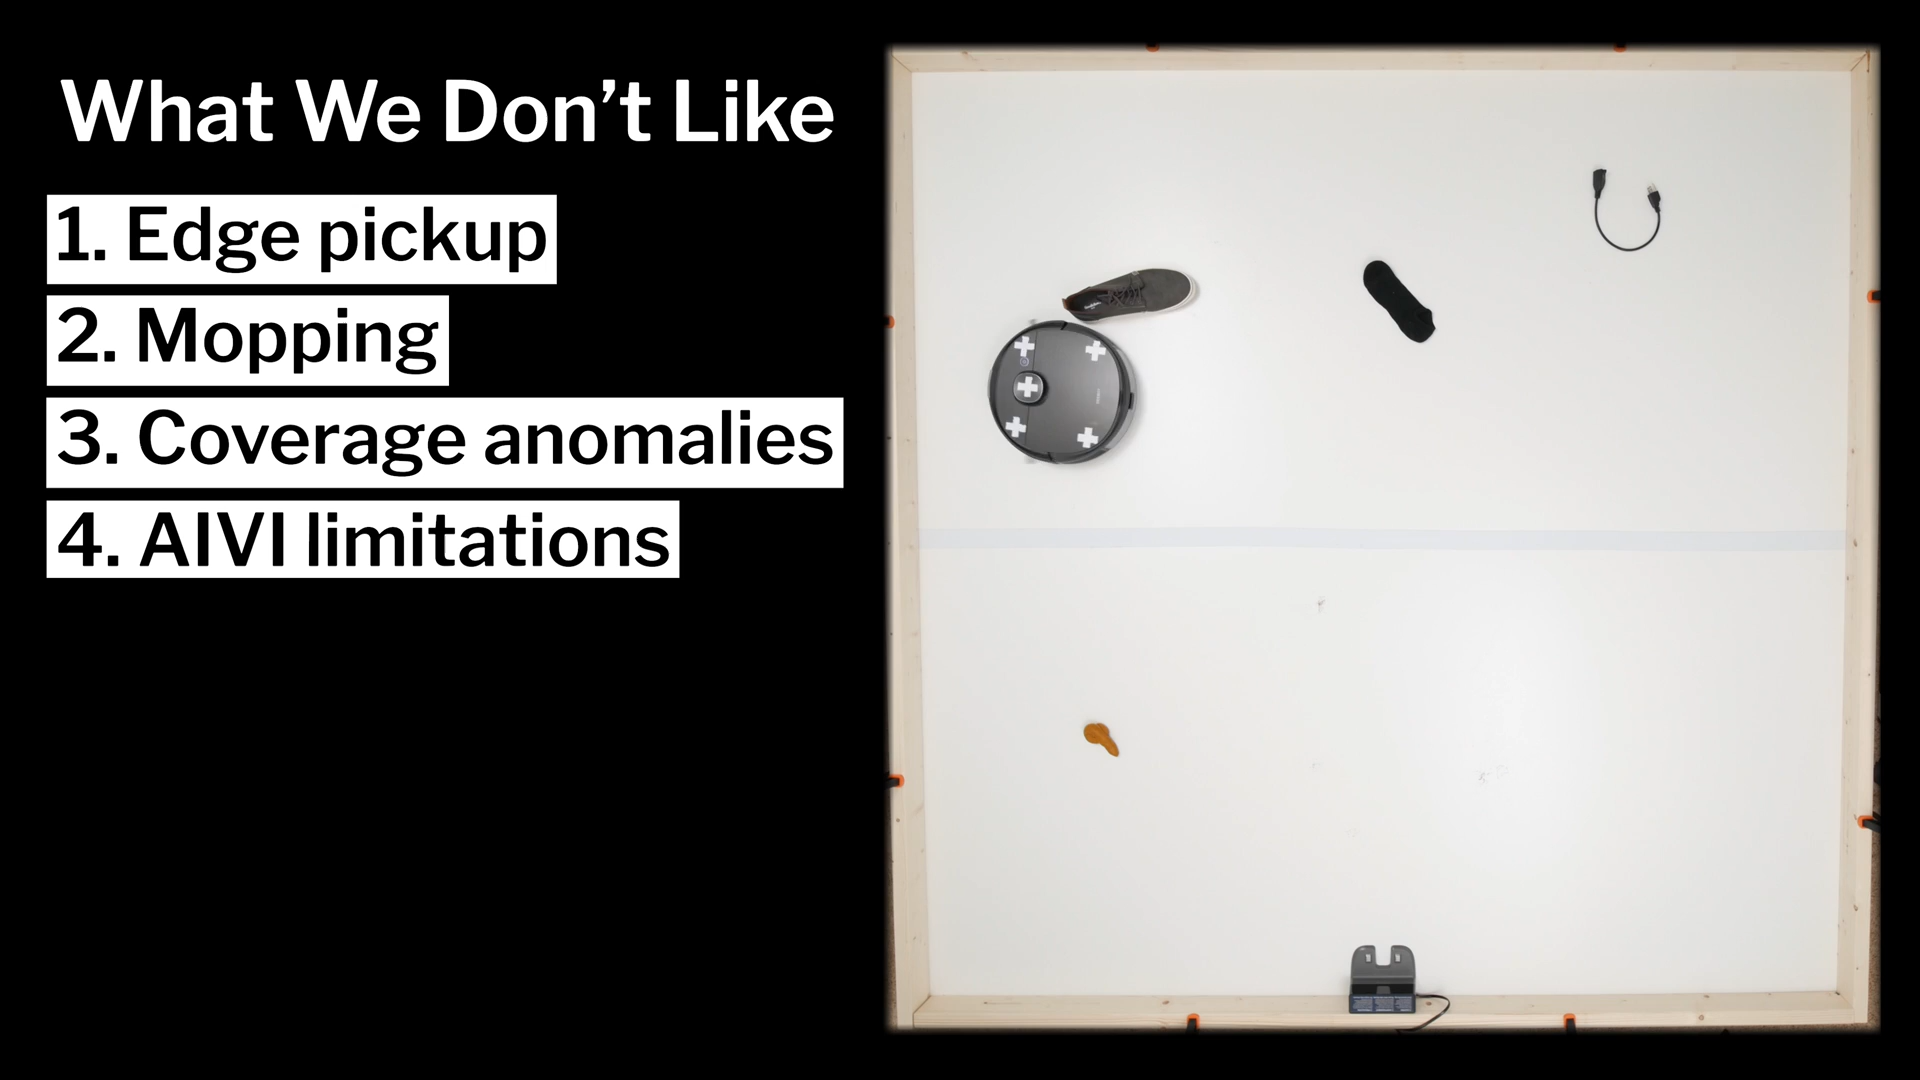 What We Don’t Like
1. Edge pickup
2. Mopping
3. Coverage anomalies
4. AIVI limitations